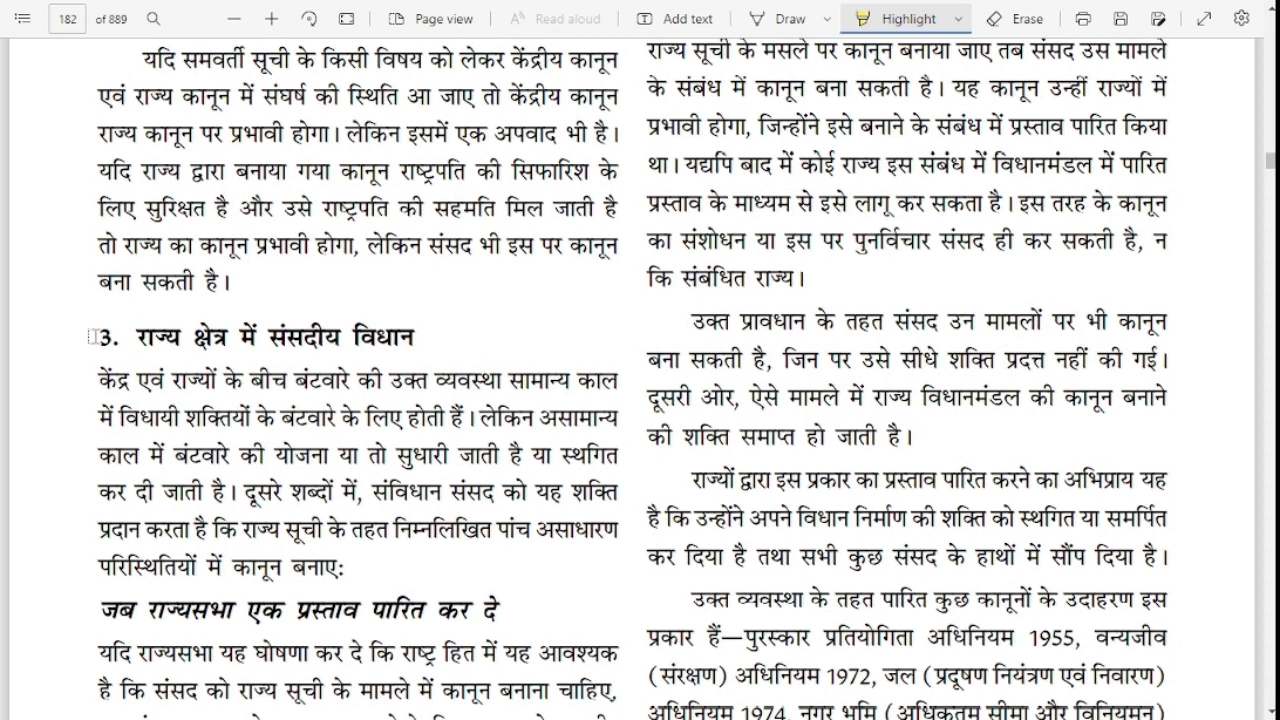 182
of 889
Page view
Read aloud
Add text
Draw
Highlight
Erase
यदि समवर्ती सूची के किसी विषय को लेकर केंद्रीय कानून
एवं राज्य कानून में संघर्ष की स्थिति आ जाए तो केंद्रीय कानून
राज्य कानून पर प्रभावी होगा। लेकिन इसमें एक अपवाद भी है।
यदि राज्य द्वारा बनाया गया कानून राष्ट्रपति की सिफारिश के
लिए सुरिक्षत है और उसे राष्ट्रपति की सहमति मिल जाती है
तो राज्य का कानून प्रभावी होगा, लेकिन संसद भी इस पर कानून
बना सकती है।
3. राज्य क्षेत्र में संसदीय विधान
केंद्र एवं राज्यों के बीच बंटवारे की उक्त व्यवस्था सामान्य काल
में विधायी शक्तियों के बंटवारे के लिए होती हैं। लेकिन असामान्य
काल में बंटवारे की योजना या तो सुधारी जाती है या स्थगित
कर दी जाती है। दूसरे शब्दों में, संविधान संसद को यह शक्ति
प्रदान करता है कि राज्य सूची के तहत निम्नलिखित पांच असाधारण
परिस्थितियों में कानून बनाए:
जब राज्यसभा एक प्रस्ताव पारित कर दे
यदि राज्यसभा यह घोषणा कर दे कि राष्ट्र हित में यह आवश्यक
है कि संसद को राज्य सूची के मामले में कानून बनाना चाहिए,
राज्य सूची के मसले पर कानून बनाया जाए तब संसद उस मामले
के संबंध में कानून बना सकती है। यह कानून उन्हीं राज्यों में
प्रभावी होगा, जिन्होंने इसे बनाने के संबंध में प्रस्ताव पारित किया
था। यद्यपि बाद में कोई राज्य इस संबंध में विधानमंडल में पारित
प्रस्ताव के माध्यम से इसे लागू कर सकता है। इस तरह के कानून
का संशोधन या इस पर पुनर्विचार संसद ही कर सकती है, न
कि संबंधित राज्य।
उक्त प्रावधान के तहत संसद उन मामलों पर भी कानून
बना सकती है, जिन पर उसे सीधे शक्ति प्रदत्त नहीं की गई।
दूसरी ओर, ऐसे मामले में राज्य विधानमंडल की कानून बनाने
की शक्ति समाप्त हो जाती है।
राज्यों द्वारा इस प्रकार का प्रस्ताव पारित करने का अभिप्राय यह
है कि उन्होंने अपने विधान निर्माण की शक्ति को स्थगित या समर्पित
कर दिया है तथा सभी कुछ संसद के हाथों में सौंप दिया है।
उक्त व्यवस्था के तहत पारित कुछ कानूनों के उदाहरण इस
प्रकार हैं—पुरस्कार प्रतियोगिता अधिनियम 1955, वन्यजीव
(संरक्षण) अधिनियम 1972, जल (प्रदूषण नियंत्रण एवं निवारण)
अधिनियम 1974, नगर भूमि (अधिकतम सीमा और विनियमन)